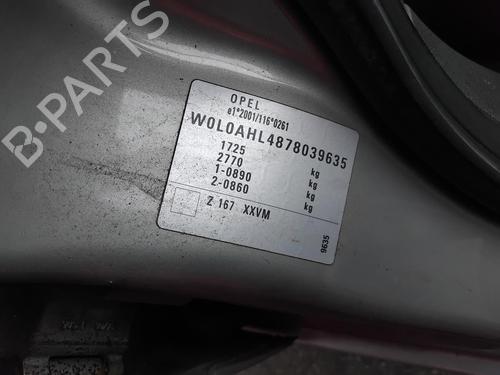 B-PARTS
OPEL
e1*2001/116*0261
W0L0AHL4878039635
1725 kg
2770 kg
1-0890 kg
2-0860 kg
Z 167 XXVM
9635